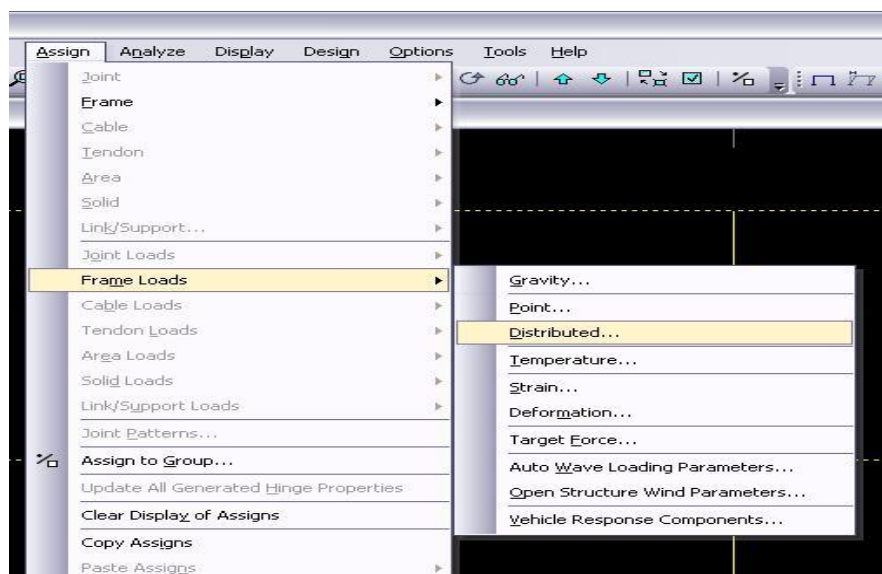 Assign Analyze Display Design Options Tools Help
Joint
Frame
Cable
Tendon
Area
Solid
Link/Support...
Joint Loads
Frame Loads
Cable Loads
Tendon Loads
Area Loads
Solid Loads
Link/Support Loads
Joint Patterns...
Assign to Group...
Update All Generated Hinge Properties
Clear Display of Assigns
Copy Assigns
Paste Assigns
Gravity...
Point...
Distributed...
Temperature...
Strain...
Deformation...
Target Force...
Auto Wave Loading Parameters...
Open Structure Wind Parameters...
Vehicle Response Components...